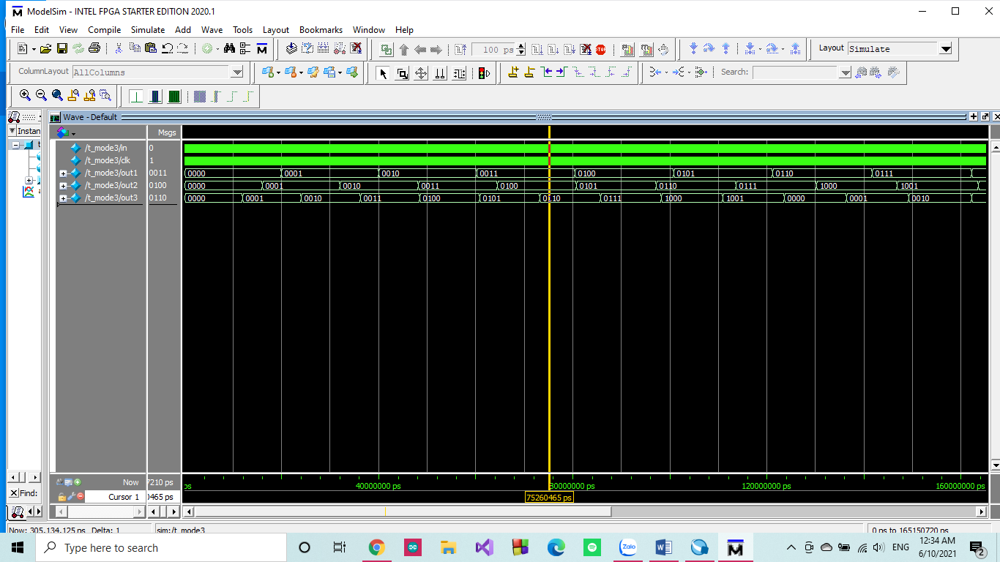 ModelSim - INTEL FPGA STARTER EDITION 2020.1
File Edit View Compile Simulate Add Wave Tools Layout Bookmarks Window Help
100 ps
Layout Simulate
ColumnLayout AllColumns
Search:
Wave - Default
Instan
Msgs
/t_mode3/in 0
/t_mode3/clk 1
/t_mode3/out1 0011 0000 0001 0010 0011 0100 0101 0110 0111
/t_mode3/out2 0100 0000 0001 0010 0011 0100 0101 0110 0111 1000 1001
/t_mode3/out3 0110 0000 0001 0010 0011 0100 0101 0110 0111 1000 1001 0000 0001 0010
Now 7210 ps ps 40000000 ps 80000000 ps 120000000 ps 160000000 ps
Cursor 1 0465 ps 75260465 ps
Find:
Now: 305,134,125 ps Delta: 1 sim:/t_mode3 0 ps to 165150720 ps
Type here to search
Zalo
ENG
12:34 AM
6/10/2021
2